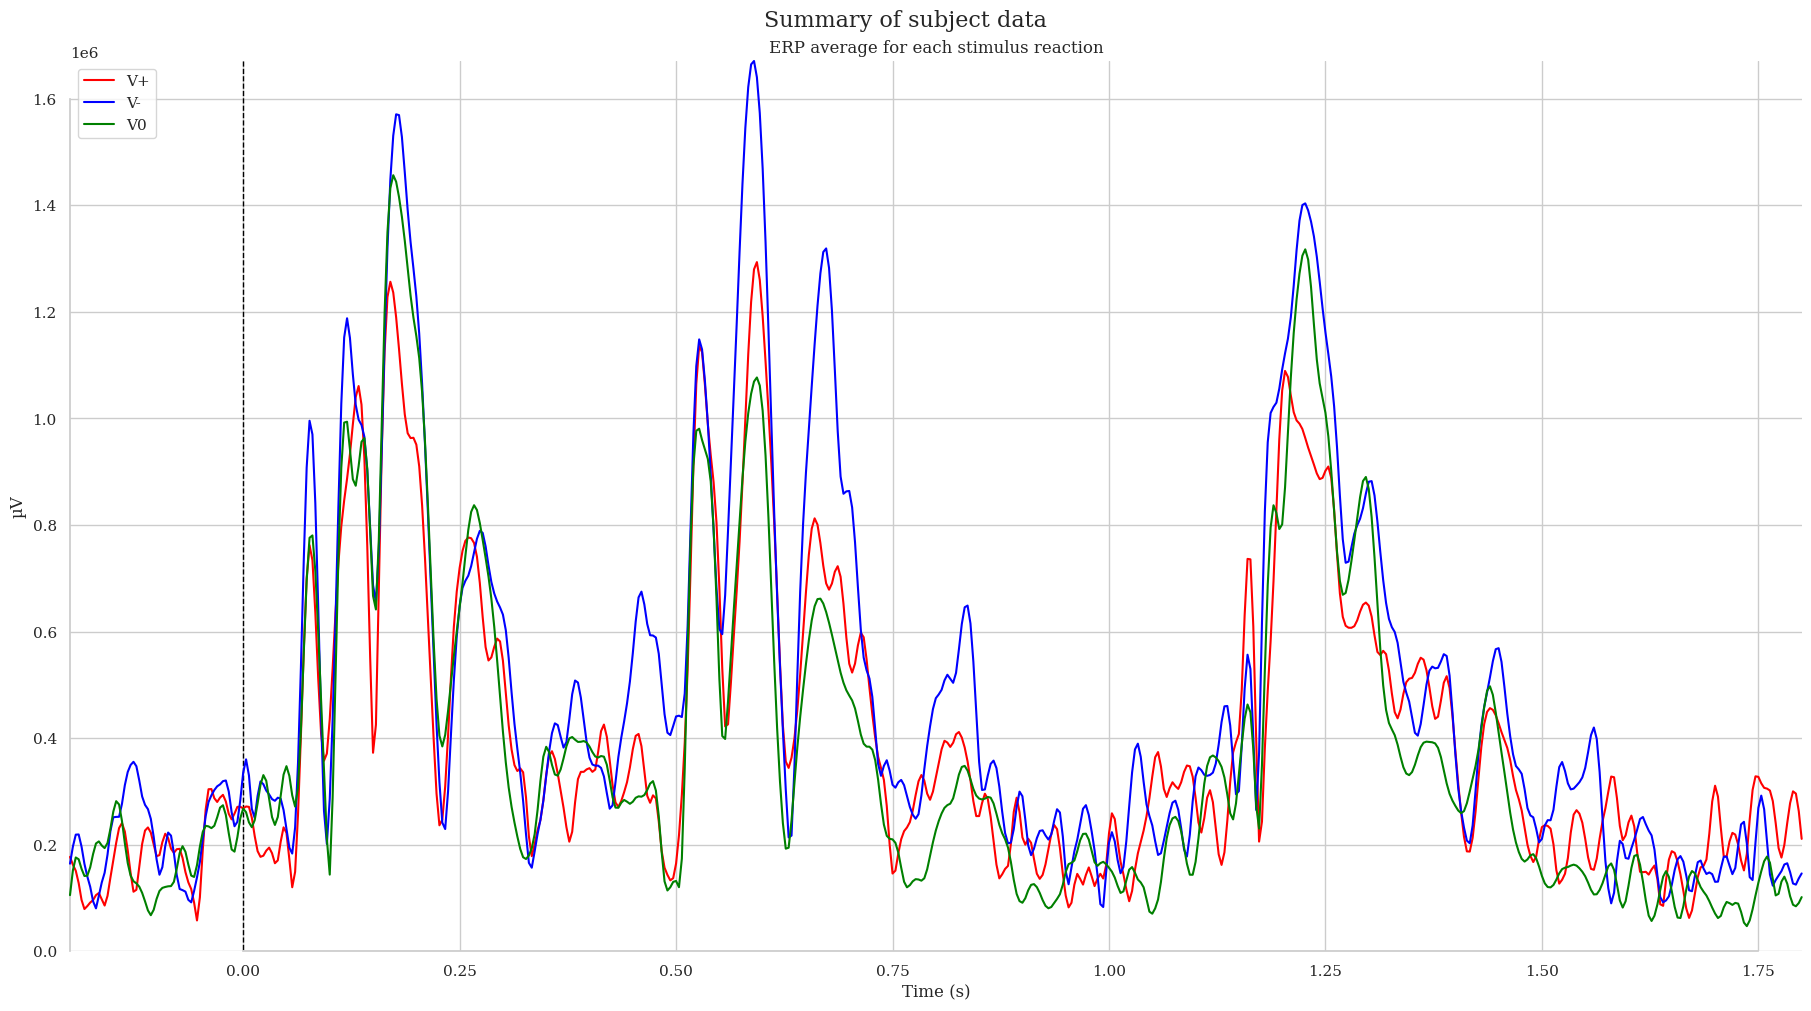 Summary of subject data
ERP average for each stimulus reaction
1e6
V+
V-
V0
1.6
1.4
1.2
1.0
0.8
0.6
0.4
0.2
0.0
µV
0.00 0.25 0.50 0.75 1.00 1.25 1.50 1.75
Time (s)